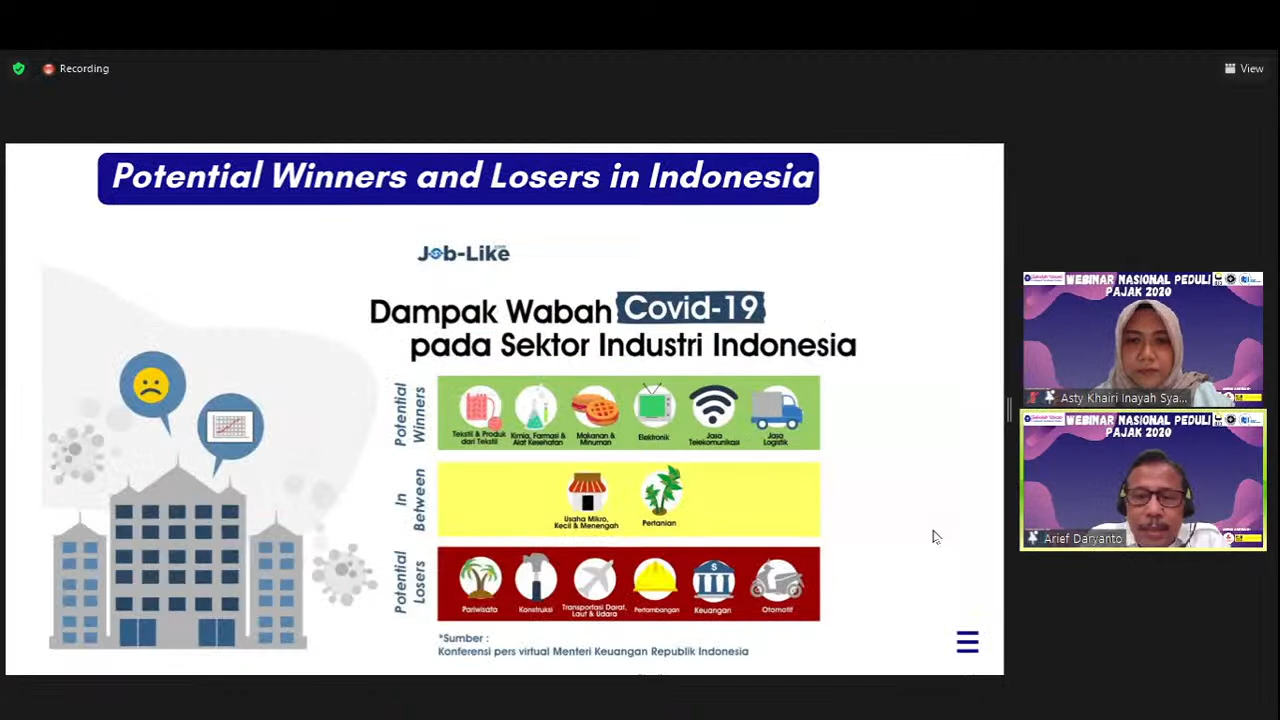 Recording
View
Potential Winners and Losers in Indonesia
Job-Like
Dampak Wabah Covid-19
pada Sektor Industri Indonesia
Potential
Winners
Tekstil & Produk
dari Tekstil
Kimia, Farmasi &
Alat Kesehatan
Makanan &
Minuman
Elektronik
Jasa
Telekomunikasi
Jasa
Logistik
In
Between
Usaha Mikro,
Kecil & Menengah
Pertanian
Potential
Losers
Pariwisata
Konstruksi
Transportasi Darat,
Laut & Udara
Pertambangan
Keuangan
Otomotif
*Sumber :
Konferensi pers virtual Menteri Keuangan Republik Indonesia
WEBINAR NASIONAL PEDULI
PAJAK 2020
Asty Khairi Inayah Sya...
WEBINAR NASIONAL PEDULI
PAJAK 2020
Arief Daryanto